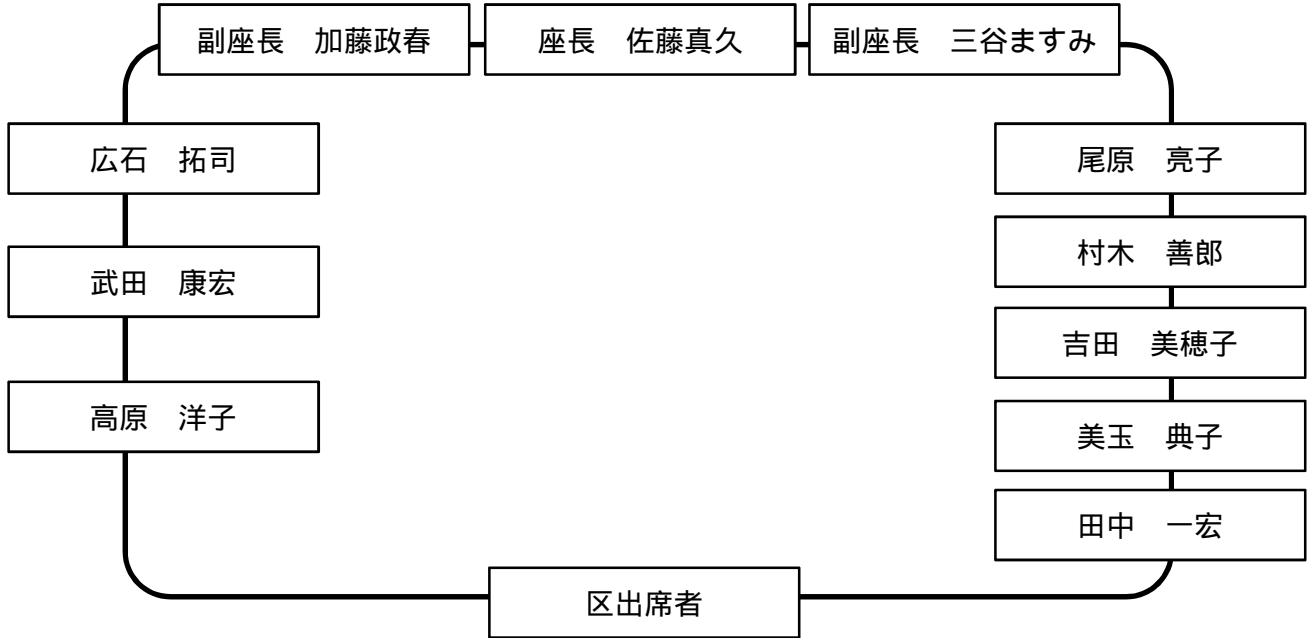 副座長　加藤政春
座長　佐藤真久
副座長　三谷ますみ
広石　拓司
武田　康宏
高原　洋子
尾原　亮子
村木　善郎
吉田　美穂子
美玉　典子
田中　一宏
区出席者